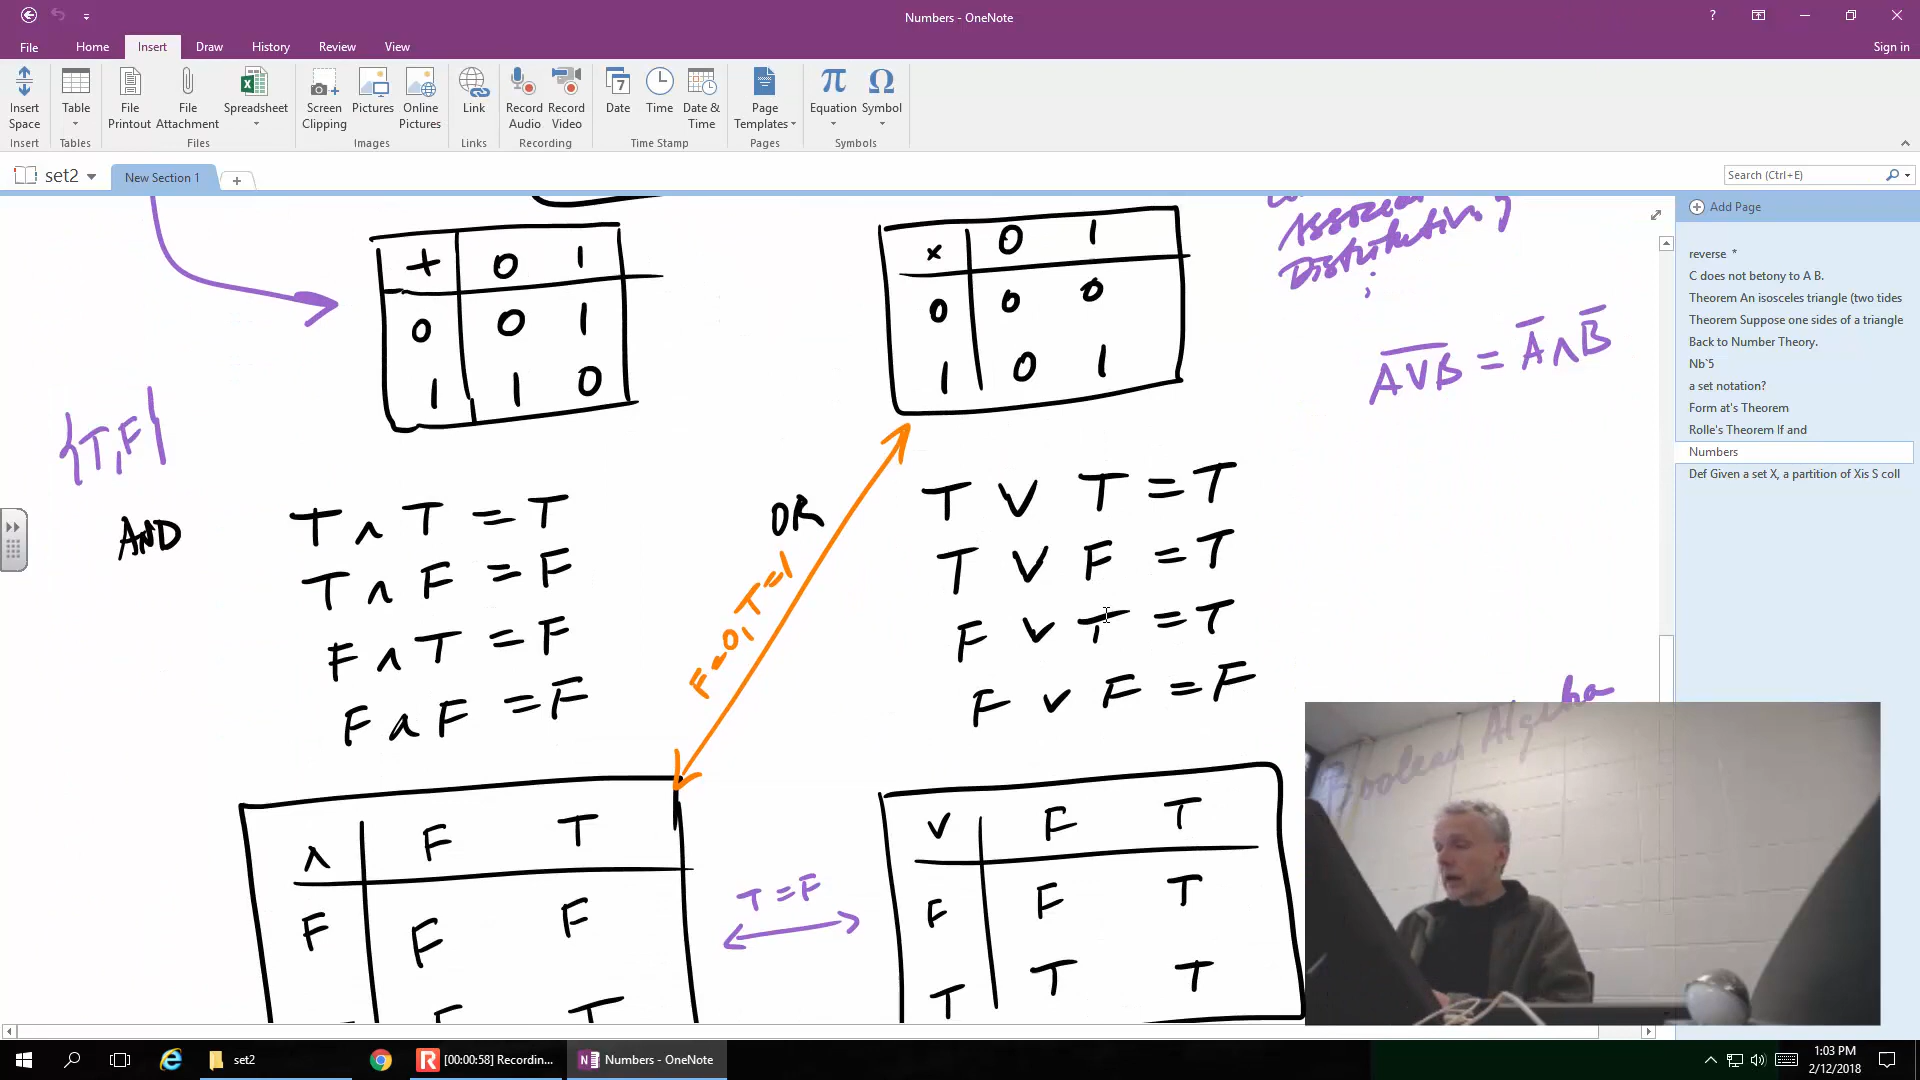 Numbers - OneNote
?
File Home Insert Draw History Review View
Sign in
Insert Space
Table
File Printout
File Attachment
Spreadsheet
Screen Clipping
Pictures
Online Pictures
Link
Record Audio
Record Video
Date
Time
Date & Time
Page Templates
π Equation
Ω Symbol
Insert Tables Files Images Links Recording Time Stamp Pages Symbols
set2
New Section 1
Search (Ctrl+E)
Add Page
reverse *
C does not betony to A B.
Theorem An isosceles triangle (two tides
Theorem Suppose one sides of a triangle
Back to Number Theory.
Nb`5
a set notation?
Form at's Theorem
Rolle's Theorem If and
Numbers
Def Given a set X, a partition of Xis S coll
+ 0 1
0 0 1
1 1 0
× 0 1
0 0 0
1 0 1
A̅ ̅V̅ ̅B̅ = A̅ ∧ B̅
{T,F}
AND
T ∧ T = T
T ∧ F = F
F ∧ T = F
F ∧ F = F
OR
T ∨ T = T
T ∨ F = T
F ∨ T = T
F ∨ F = F
F=0, T=1
Boolean Algebra
∧ F T
F F F
F T
T = F
∨ F T
F F T
T T T
set2
[00:00:58] Recordin...
Numbers - OneNote
1:03 PM
2/12/2018